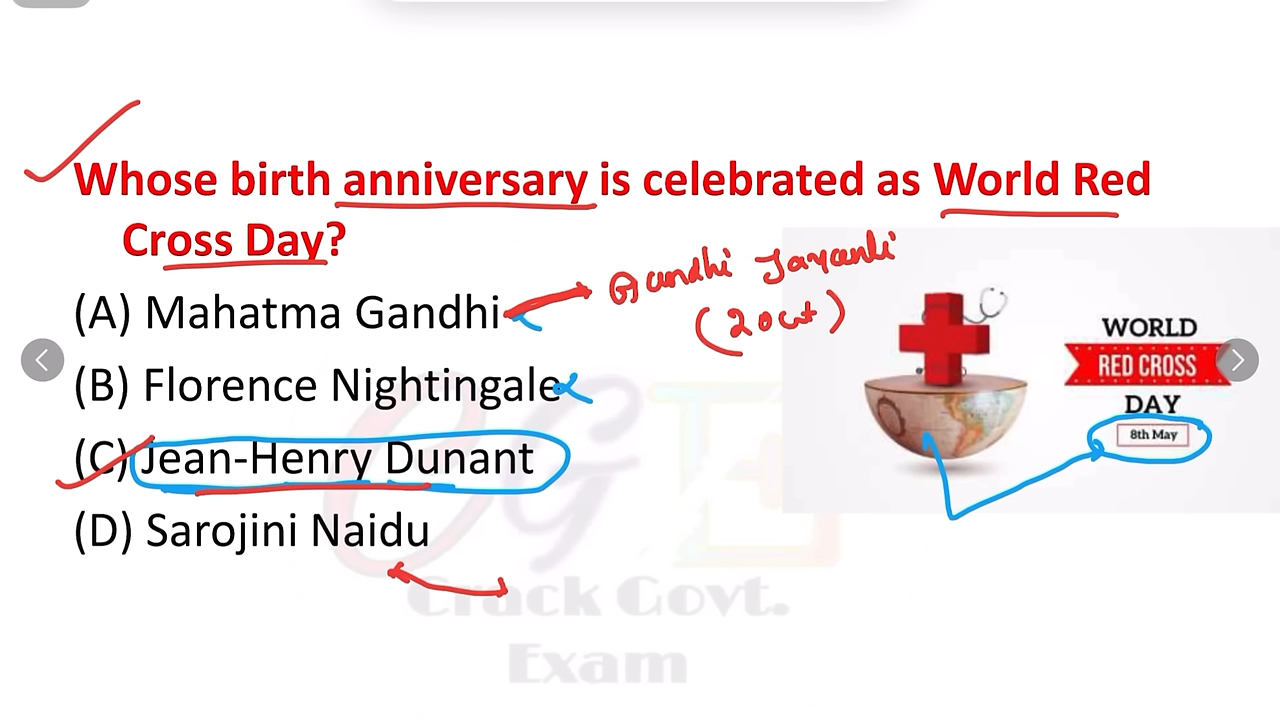 Whose birth anniversary is celebrated as World Red
Cross Day?
(A) Mahatma Gandhi
Gandhi Jayanti
(2 Oct)
(B) Florence Nightingale
(C) Jean-Henry Dunant
(D) Sarojini Naidu
WORLD
RED CROSS
DAY
8th May
CGE
Crack Govt.
Exam